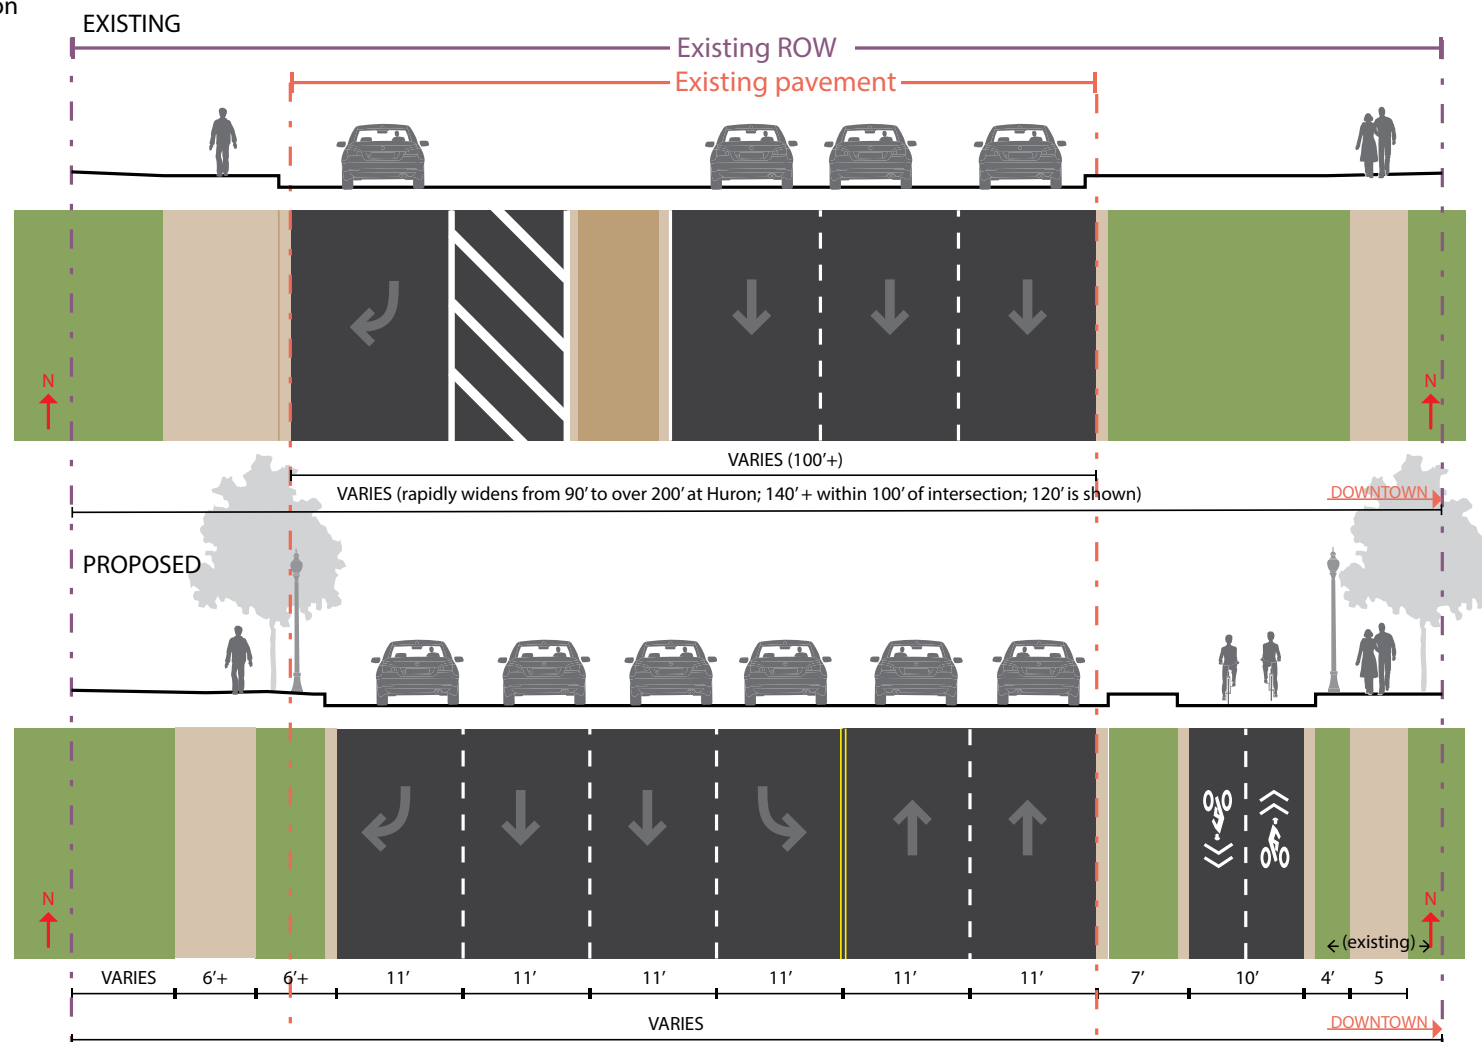 on
EXISTING
Existing ROW
Existing pavement
N
N
VARIES (100'+)
VARIES (rapidly widens from 90' to over 200' at Huron; 140' + within 100' of intersection; 120' is shown)
DOWNTOWN
PROPOSED
N
N
(existing)
VARIES 6'+ 6'+ 11' 11' 11' 11' 11' 11' 7' 10' 4' 5
VARIES
DOWNTOWN